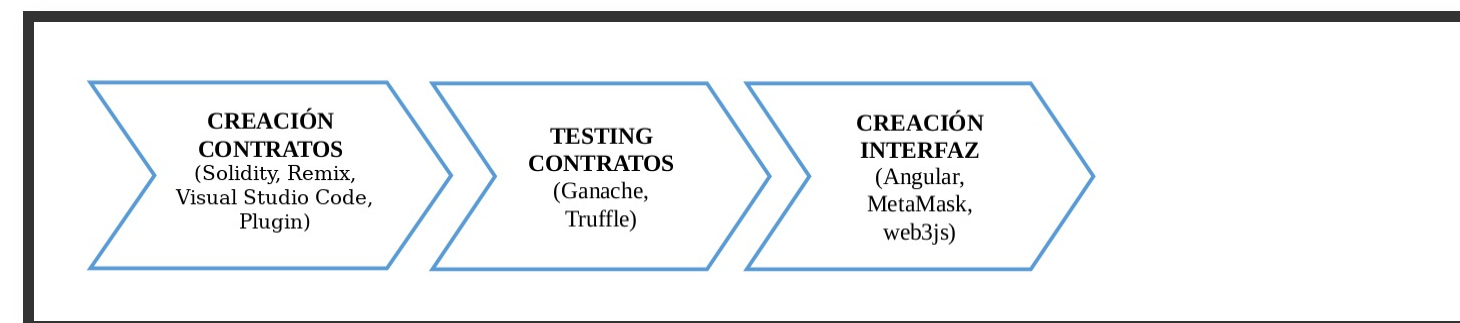 CREACIÓN
CONTRATOS
(Solidity, Remix,
Visual Studio Code,
Plugin)
TESTING
CONTRATOS
(Ganache,
Truffle)
CREACIÓN
INTERFAZ
(Angular,
MetaMask,
web3js)